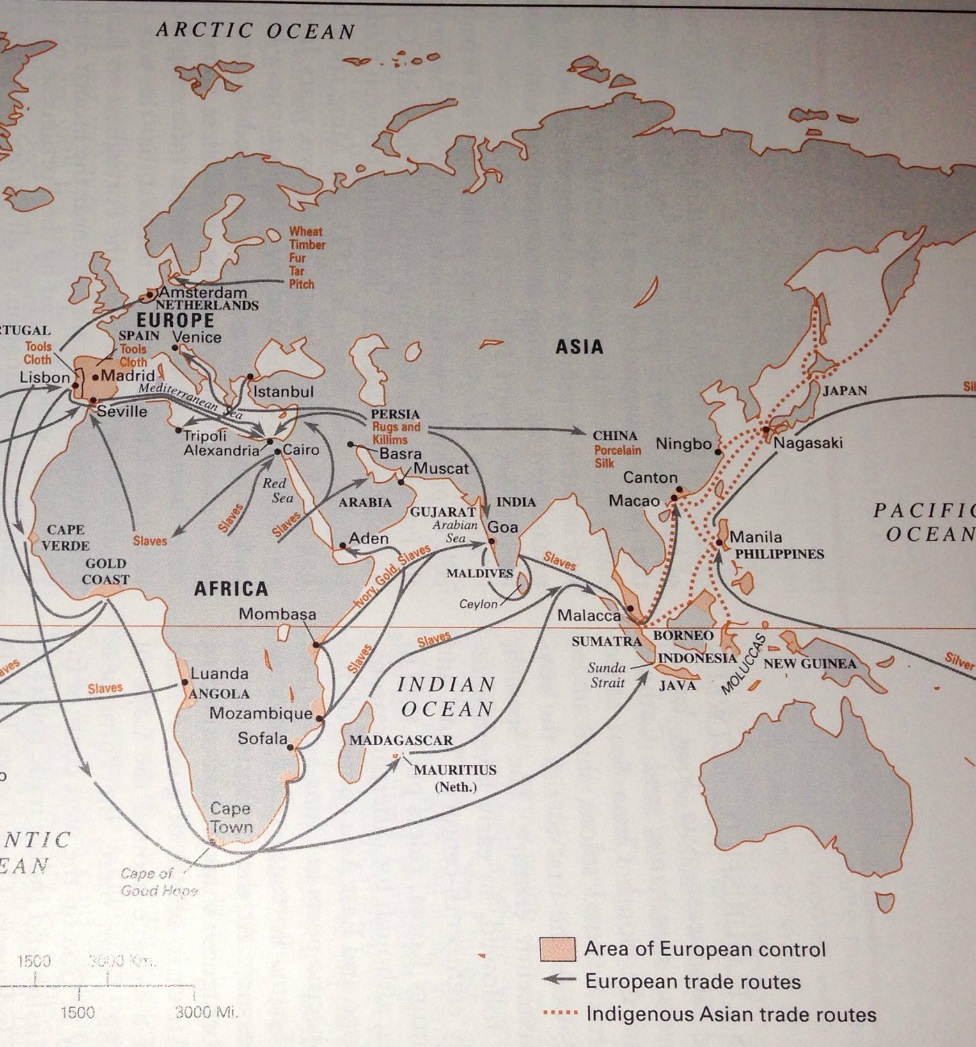 ARCTIC OCEAN
Wheat
Timber
Fur
Tar
Pitch
Amsterdam
NETHERLANDS
EUROPE
RTUGAL
Tools
Cloth
SPAIN
Tools
Cloth
Venice
ASIA
Lisbon
Madrid
Mediterranean Sea
Istanbul
JAPAN
Sil
Seville
PERSIA
Rugs and
Killims
CHINA
Porcelain
Silk
Tripoli
Alexandria
Cairo
Basra
Muscat
Ningbo
Nagasaki
Canton
Macao
Red
Sea
ARABIA
GUJARAT
INDIA
Arabian
Sea
Goa
PACIFIC
OCEAN
CAPE
VERDE
Slaves
Slaves
Slaves
Aden
Manila
PHILIPPINES
GOLD
COAST
AFRICA
Ivory, Gold, Slaves
MALDIVES
Slaves
Ceylon
Mombasa
Malacca
Slaves
Slaves
SUMATRA
BORNEO
INDONESIA
MOLUCCAS
NEW GUINEA
Silver
Sunda
Strait
JAVA
aves
Slaves
Luanda
ANGOLA
INDIAN
OCEAN
Mozambique
Sofala
MADAGASCAR
MAURITIUS
(Neth.)
o
Cape
Town
NTIC
EAN
Cape of
Good Hope
Area of European control
European trade routes
Indigenous Asian trade routes
1500
3000 Km.
1500
3000 Mi.